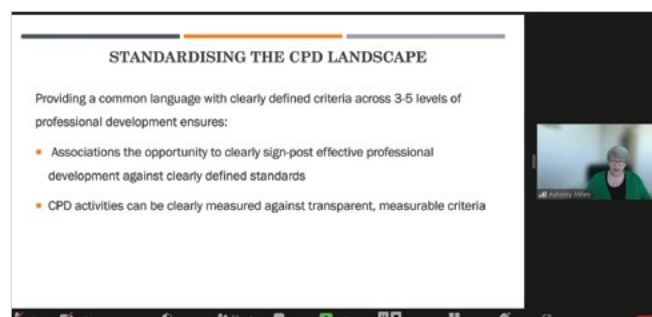 STANDARDISING THE CPD LANDSCAPE
Providing a common language with clearly defined criteria across 3-5 levels of
professional development ensures:
Associations the opportunity to clearly sign-post effective professional
development against clearly defined standards
CPD activities can be clearly measured against transparent, measurable criteria
Jones